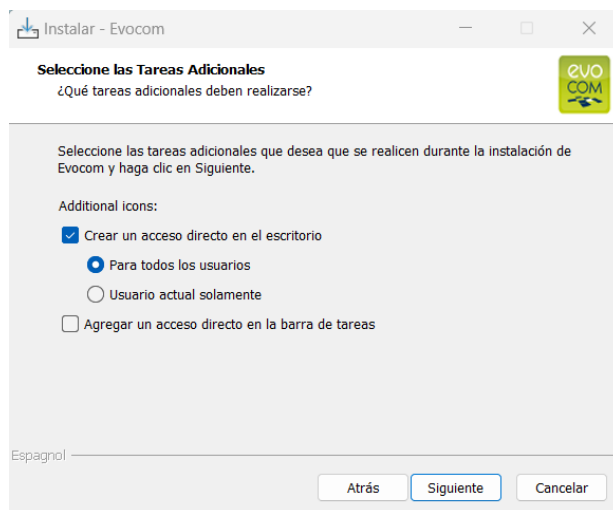 Instalar - Evocom
Seleccione las Tareas Adicionales
¿Qué tareas adicionales deben realizarse?
evo
COM
Seleccione las tareas adicionales que desea que se realicen durante la instalación de
Evocom y haga clic en Siguiente.
Additional icons:
Crear un acceso directo en el escritorio
Para todos los usuarios
Usuario actual solamente
Agregar un acceso directo en la barra de tareas
Espagnol
Atrás
Siguiente
Cancelar